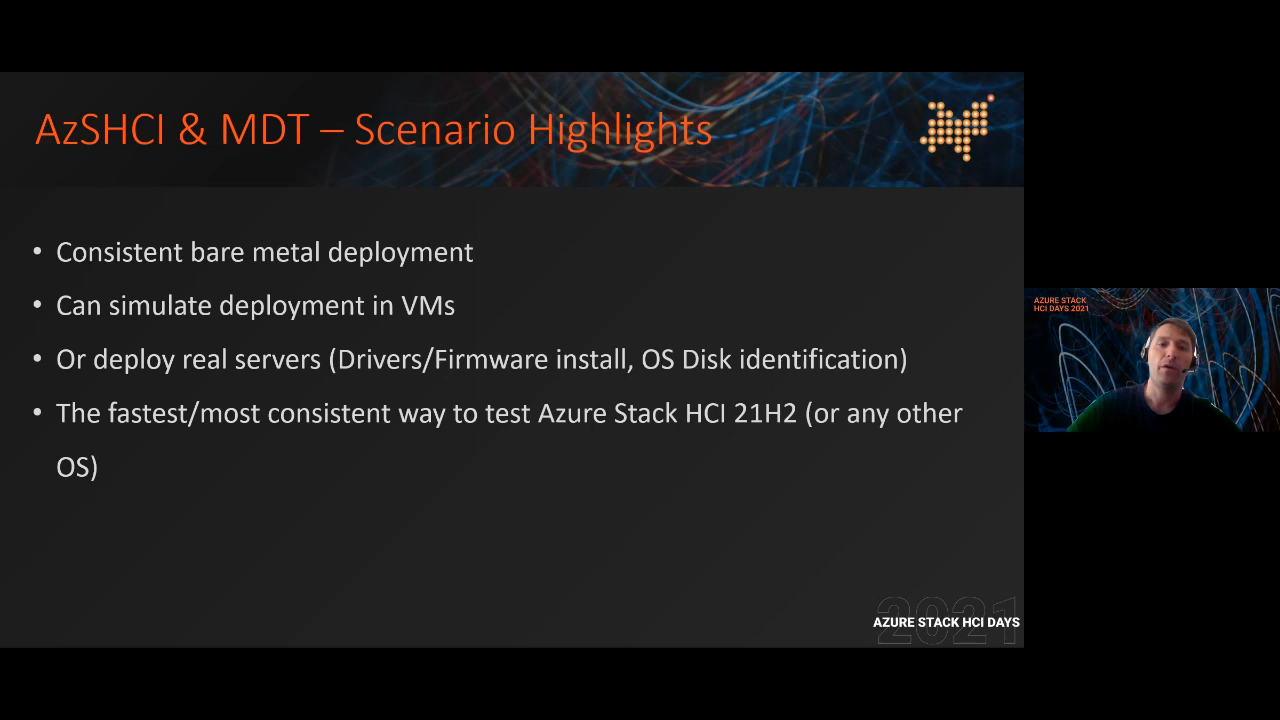 AzSHCI & MDT – Scenario Highlights
• Consistent bare metal deployment
• Can simulate deployment in VMs
• Or deploy real servers (Drivers/Firmware install, OS Disk identification)
• The fastest/most consistent way to test Azure Stack HCI 21H2 (or any other
OS)
2021
AZURE STACK HCI DAYS
AZURE STACK
HCI DAYS 2021